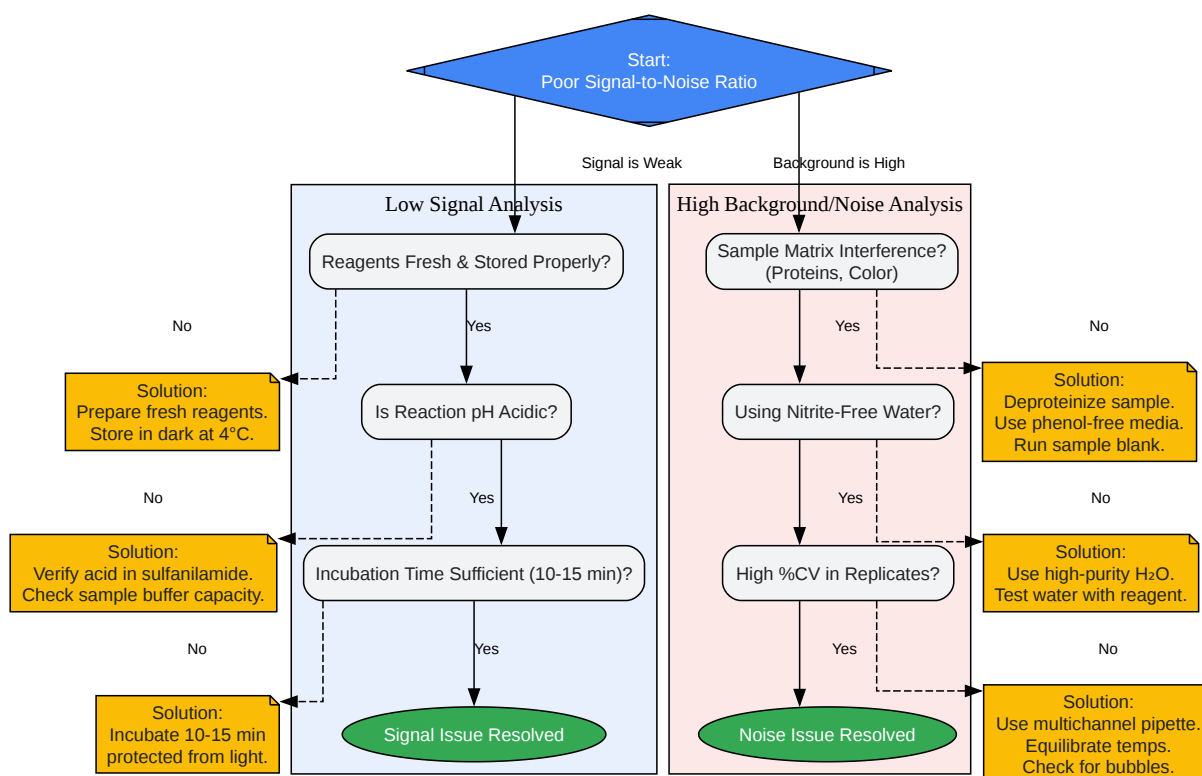 Start:
Poor Signal-to-Noise Ratio
Signal is Weak
Background is High
Low Signal Analysis
High Background/Noise Analysis
Reagents Fresh & Stored Properly?
Sample Matrix Interference?
(Proteins, Color)
No
Yes
Yes
No
Solution:
Prepare fresh reagents.
Store in dark at 4°C.
Is Reaction pH Acidic?
Using Nitrite-Free Water?
Solution:
Deproteinize sample.
Use phenol-free media.
Run sample blank.
No
Yes
Yes
No
Solution:
Verify acid in sulfanilamide.
Check sample buffer capacity.
Incubation Time Sufficient (10-15 min)?
High %CV in Replicates?
Solution:
Use high-purity H₂O.
Test water with reagent.
No
Yes
Yes
No
Solution:
Incubate 10-15 min
protected from light.
Signal Issue Resolved
Noise Issue Resolved
Solution:
Use multichannel pipette.
Equilibrate temps.
Check for bubbles.